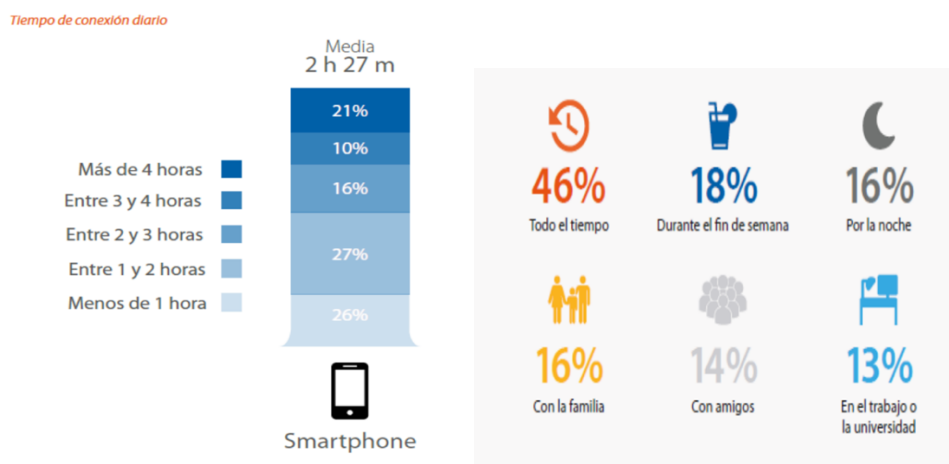 Tiempo de conexión diario
Media
2 h 27 m
21%
10%
16%
27%
26%
Más de 4 horas
Entre 3 y 4 horas
Entre 2 y 3 horas
Entre 1 y 2 horas
Menos de 1 hora
Smartphone
46%
Todo el tiempo
18%
Durante el fin de semana
16%
Por la noche
16%
Con la familia
14%
Con amigos
13%
En el trabajo o
la universidad